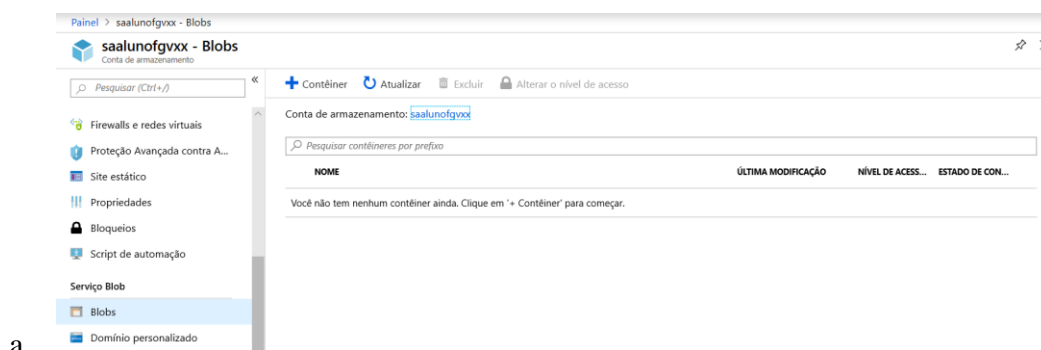 Painel > saalunofgvxx - Blobs
saalunofgvxx - Blobs
Conta de armazenamento
Pesquisar (Ctrl+/)
Firewalls e redes virtuais
Proteção Avançada contra A...
Site estático
Propriedades
Bloqueios
Script de automação
Serviço Blob
Blobs
Domínio personalizado
Contêiner Atualizar Excluir Alterar o nível de acesso
Conta de armazenamento: saalunofgvxx
Pesquisar contêineres por prefixo
NOME ÚLTIMA MODIFICAÇÃO NÍVEL DE ACESS... ESTADO DE CON...
Você não tem nenhum contêiner ainda. Clique em '+ Contêiner' para começar.
a